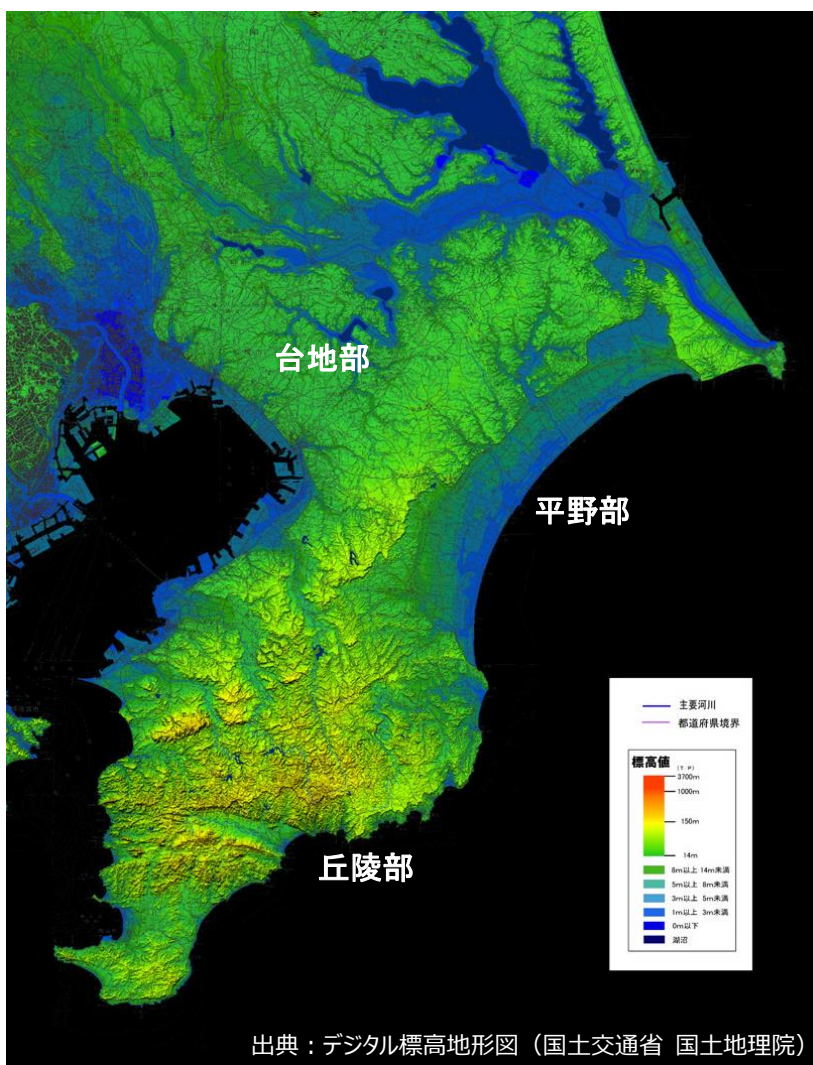 台地部
平野部
丘陵部
主要河川
都道府県境界
標高値 (T P)
3700m
1000m
150m
14m
8m以上 14m未満
5m以上 8m未満
3m以上 5m未満
1m以上 3m未満
0m以下
湖沼
出典：デジタル標高地形図（国土交通省 国土地理院）